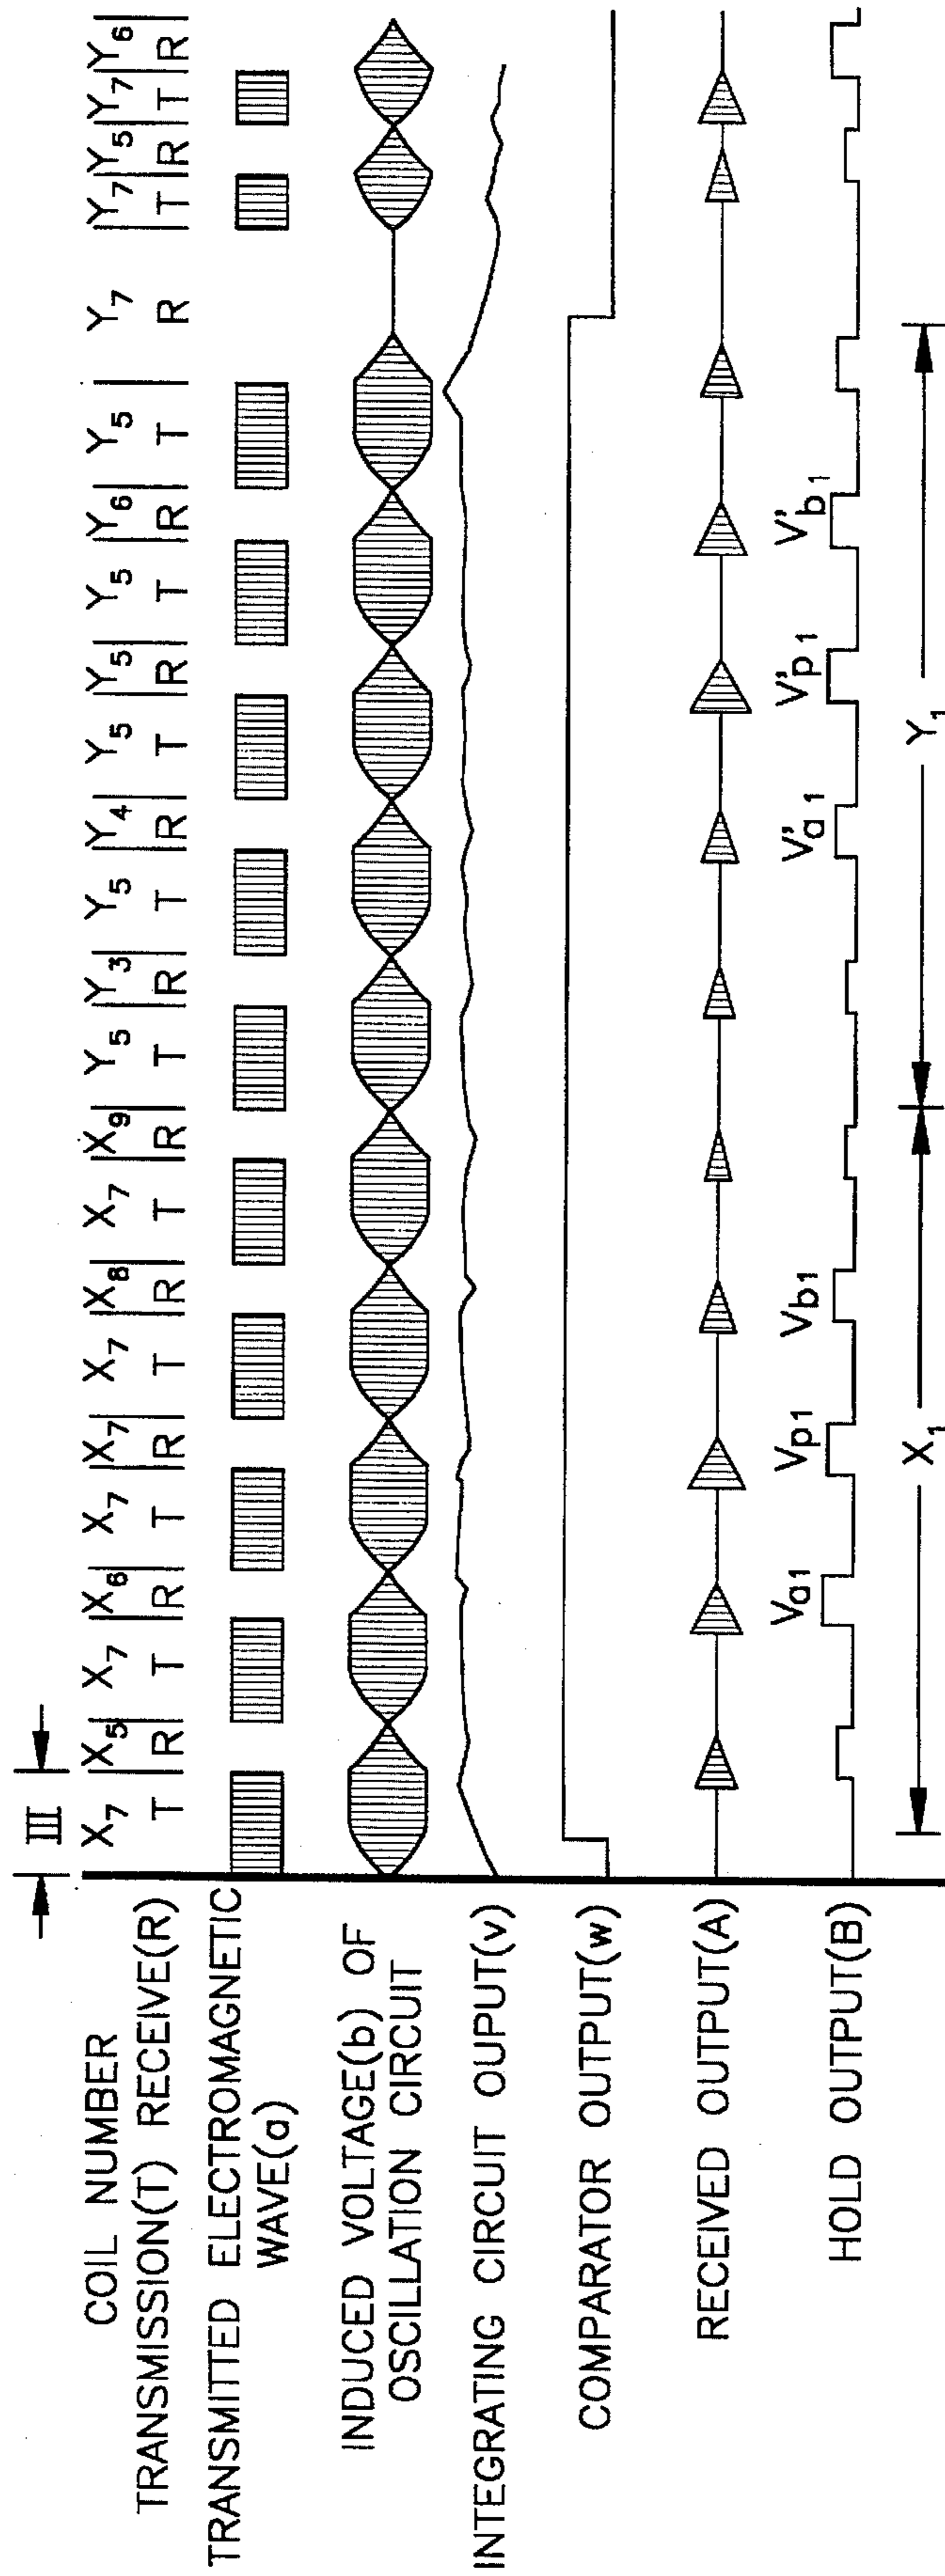 III
COIL NUMBER X7 X5 X7 X6 X7 X7 X7 X8 X7 X9 Y5 Y3 Y5 Y4 Y5 Y5 Y5 Y6 Y5 Y7 Y7 Y5 Y7 Y6
TRANSMISSION(T) RECEIVE(R) T R T R T R T R T R T R T R T R T R T R T R T R
TRANSMITTED ELECTROMAGNETIC
WAVE(a)
INDUCED VOLTAGE(b) OF
OSCILLATION CIRCUIT
INTEGRATING CIRCUIT OUPUT(v)
COMPARATOR OUTPUT(w)
RECEIVED OUTPUT(A)
Va1 Vp1 Vb1 V'a1 V'p1 V'b1
HOLD OUTPUT(B)
X1 Y1